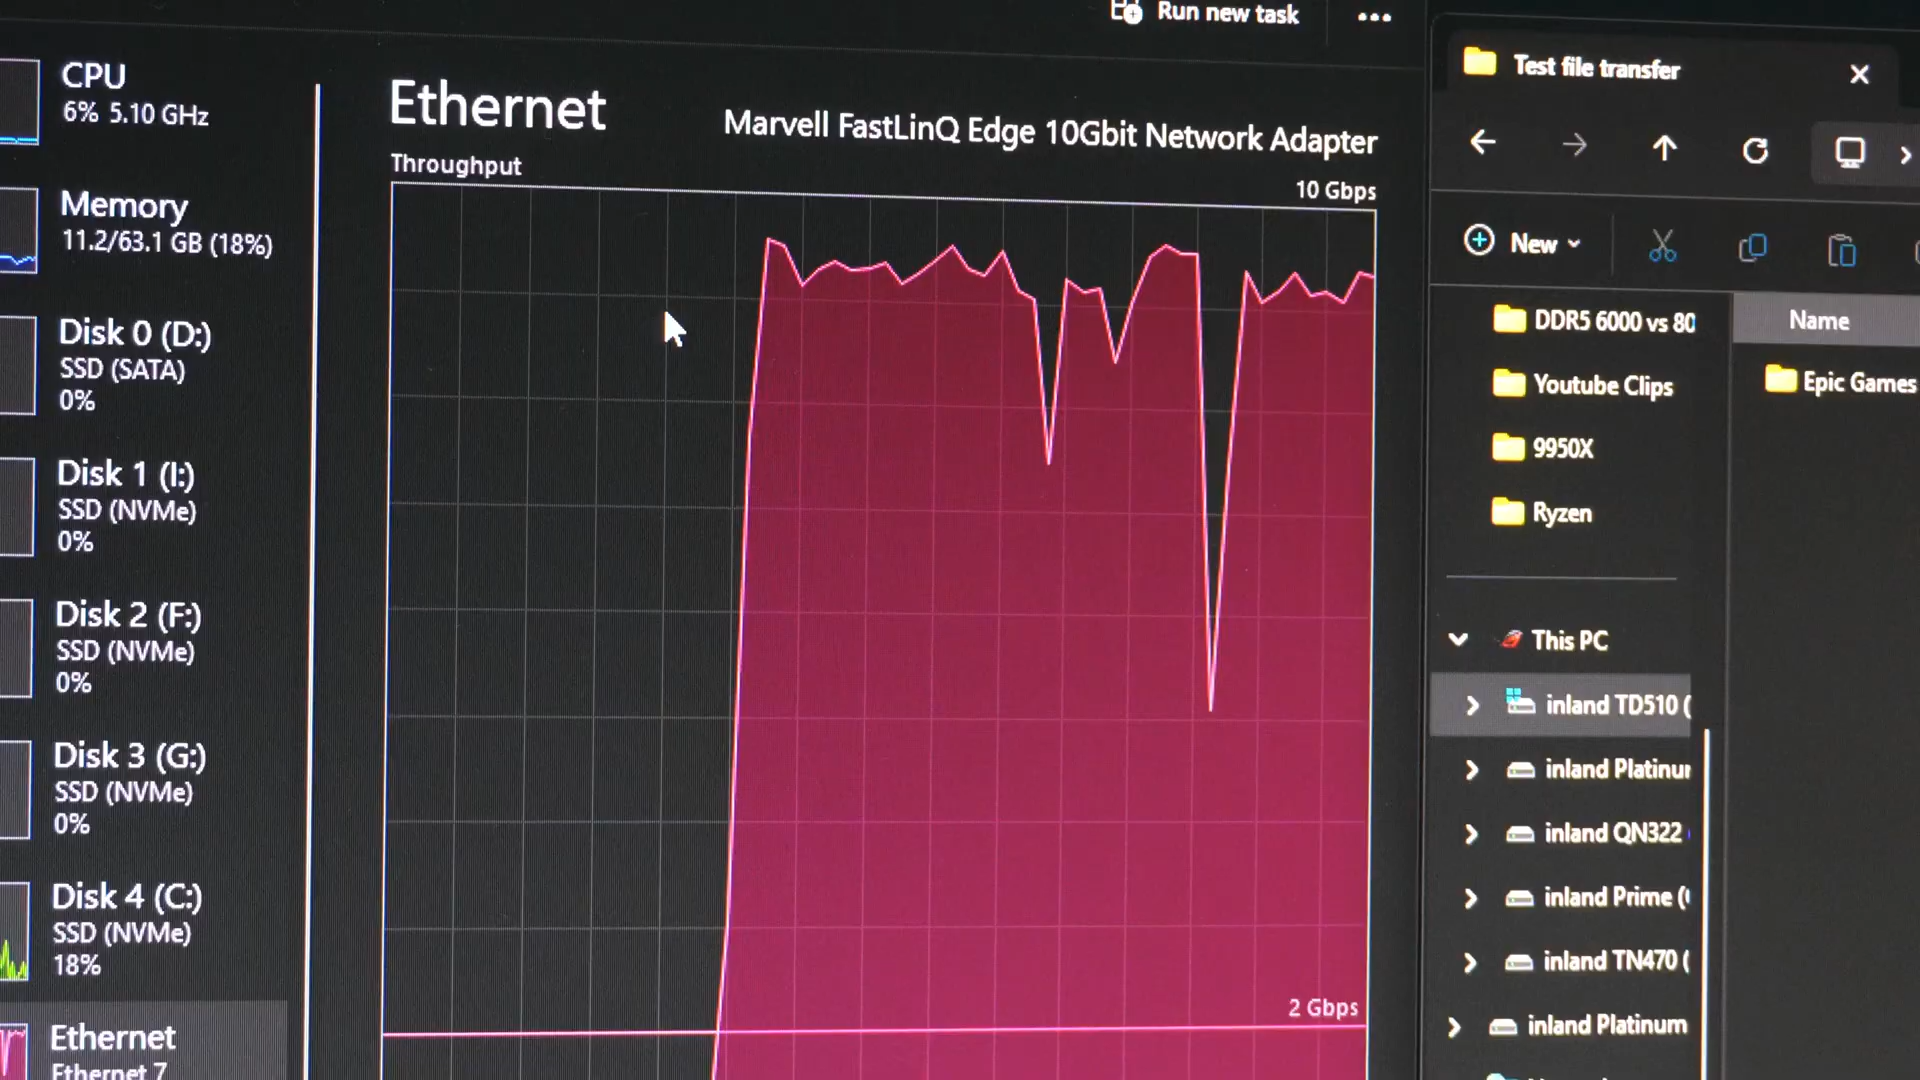 Run new task
CPU
6% 5.10 GHz
Memory
11.2/63.1 GB (18%)
Disk 0 (D:)
SSD (SATA)
0%
Disk 1 (I:)
SSD (NVMe)
0%
Disk 2 (F:)
SSD (NVMe)
0%
Disk 3 (G:)
SSD (NVMe)
0%
Disk 4 (C:)
SSD (NVMe)
18%
Ethernet
Ethernet 7
Ethernet
Marvell FastLinQ Edge 10Gbit Network Adapter
Throughput
10 Gbps
2 Gbps
Test file transfer
New
DDR5 6000 vs 80
Youtube Clips
9950X
Ryzen
This PC
inland TD510 (
inland Platinu
inland QN322
inland Prime (
inland TN470 (
inland Platinum
Name
Epic Games